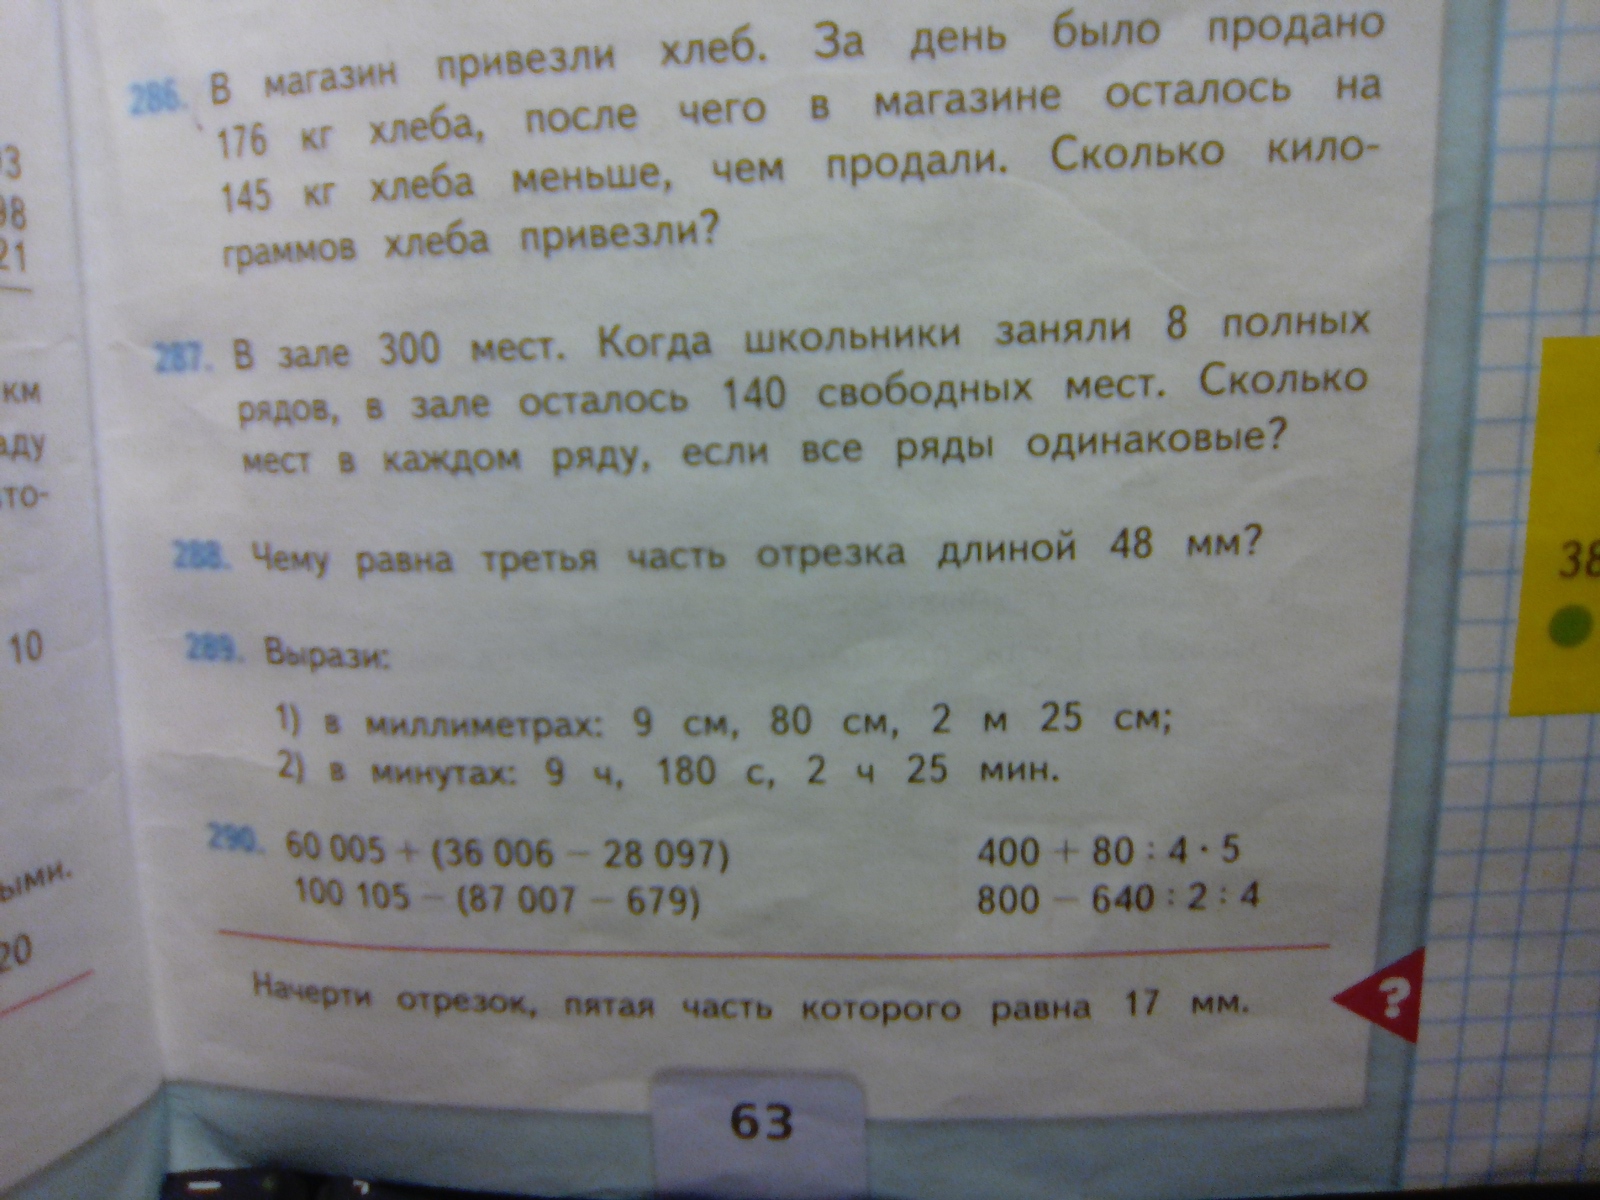 286. В магазин привезли хлеб. За день было продано
176 кг хлеба, после чего в магазине осталось на
145 кг хлеба меньше, чем продали. Сколько кило-
граммов хлеба привезли?
287. В зале 300 мест. Когда школьники заняли 8 полных
рядов, в зале осталось 140 свободных мест. Сколько
мест в каждом ряду, если все ряды одинаковые?
288. Чему равна третья часть отрезка длиной 48 мм?
289. Вырази:
1) в миллиметрах: 9 см, 80 см, 2 м 25 см;
2) в минутах: 9 ч, 180 с, 2 ч 25 мин.
290. 60 005 + (36 006 − 28 097) 400 + 80 : 4 · 5
100 105 − (87 007 − 679) 800 − 640 : 2 : 4
Начерти отрезок, пятая часть которого равна 17 мм.
?
63
км
10
20
38